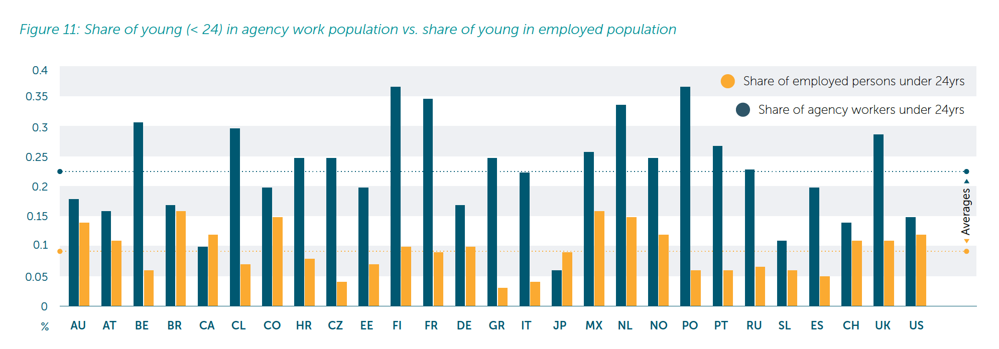 Figure 11: Share of young (< 24) in agency work population vs. share of young in employed population
0.4
0.35
0.3
0.25
0.2
0.15
0.1
0.05
0
%
Share of employed persons under 24yrs
Share of agency workers under 24yrs
Averages
AU AT BE BR CA CL CO HR CZ EE FI FR DE GR IT JP MX NL NO PO PT RU SL ES CH UK US